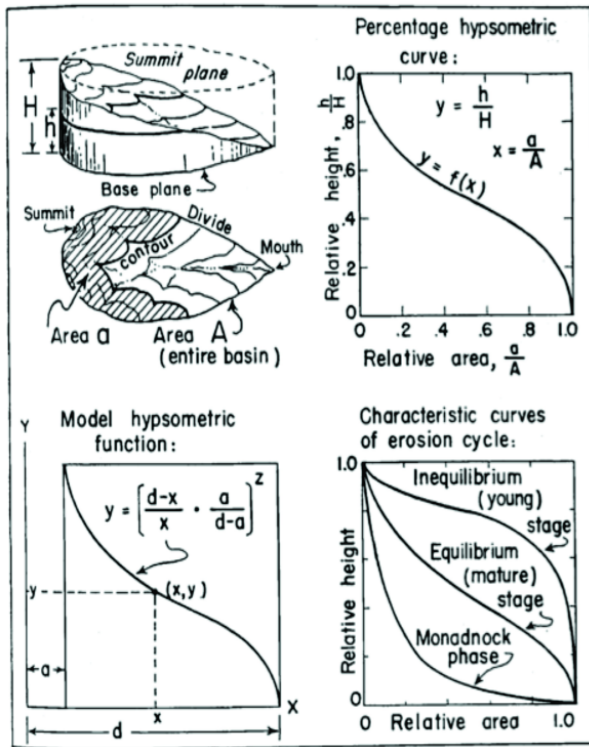 Summit
plane
H
h
Base plane
Summit
Divide
contour
Mouth
Area a
Area A
(entire basin)
Percentage hypsometric
curve:
Relative height, h/H
1.0
.8
.6
.4
.2
0
y = h/H
x = a/A
y = f(x)
0 .2 .4 .6 .8 1.0
Relative area, a/A
Model hypsometric
function:
Y
y = [d-x/x · a/d-a]^z
y
(x,y)
a
x
X
d
Characteristic curves
of erosion cycle:
Relative height
1.0
Inequilibrium
(young)
stage
Equilibrium
(mature)
stage
Monadnock
phase
0
0 1.0
Relative area